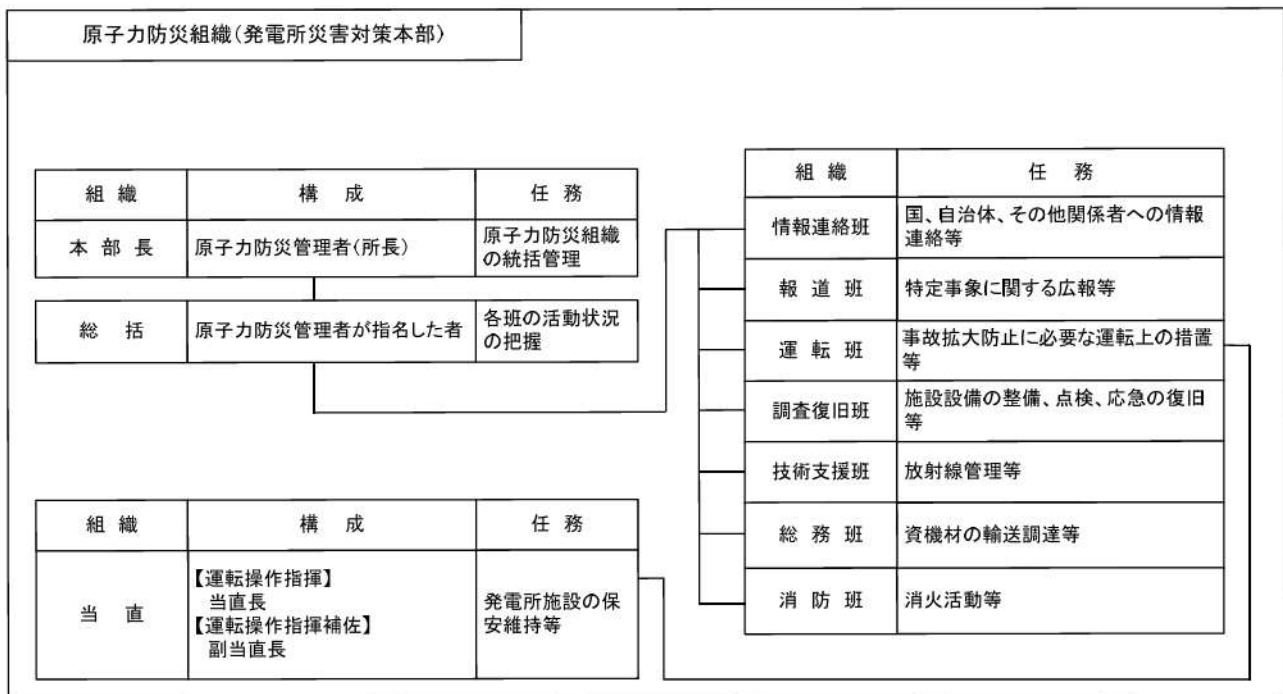 原子力防災組織(発電所災害対策本部)
組 織
構 成
任 務
本 部 長
原子力防災管理者(所長)
原子力防災組織
の統括管理
総 括
原子力防災管理者が指名した者
各班の活動状況
の把握
組 織
任 務
情報連絡班
国、自治体、その他関係者への情報
連絡等
報 道 班
特定事象に関する広報等
運 転 班
事故拡大防止に必要な運転上の措置
等
調査復旧班
施設設備の整備、点検、応急の復旧
等
技術支援班
放射線管理等
総 務 班
資機材の輸送調達等
消 防 班
消火活動等
組 織
構 成
任 務
当 直
【運転操作指揮】
当直長
【運転操作指揮補佐】
副当直長
発電所施設の保
安維持等